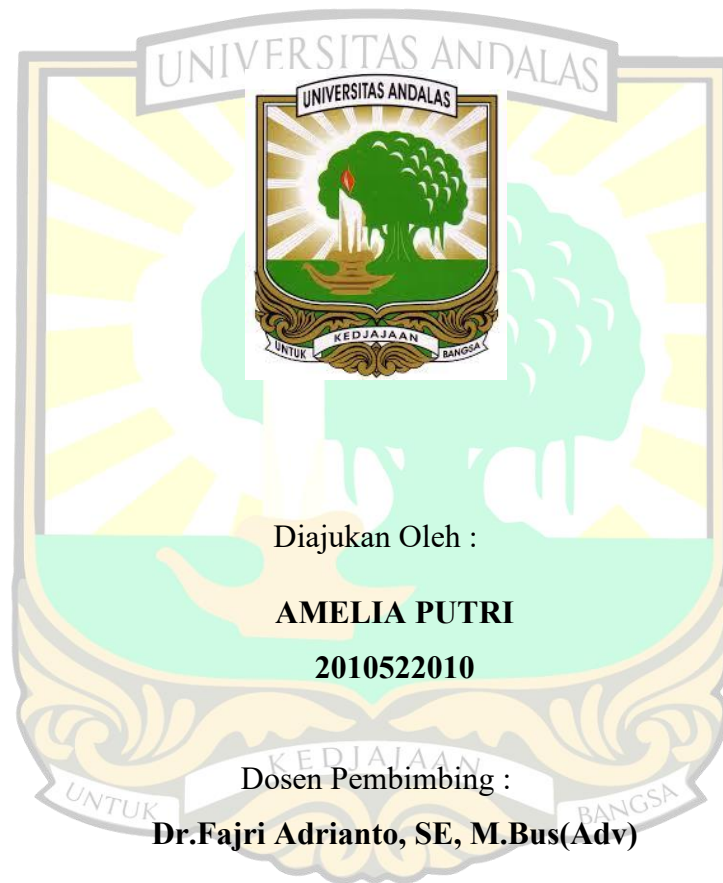 UNIVERSITAS ANDALAS
UNIVERSITAS ANDALAS
UNTUK KEDJAJAAN BANGSA
Diajukan Oleh :
AMELIA PUTRI
2010522010
UNTUK KEDJAJAAN BANGSA
Dosen Pembimbing :
Dr.Fajri Adrianto, SE, M.Bus(Adv)